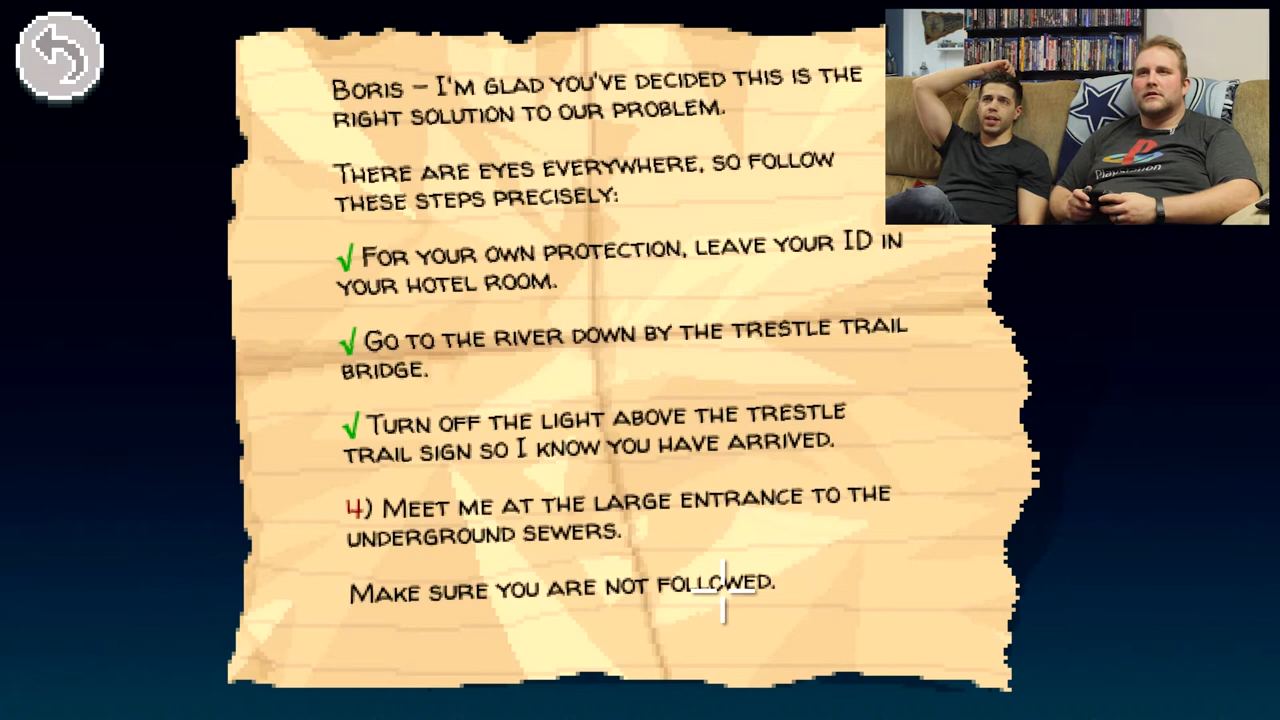 Boris – I'm glad you've decided this is the
right solution to our problem.
There are eyes everywhere, so follow
these steps precisely:
√ For your own protection, leave your ID in
your hotel room.
√ Go to the river down by the trestle trail
bridge.
√ Turn off the light above the trestle
trail sign so I know you have arrived.
4) Meet me at the large entrance to the
underground sewers.
Make sure you are not followed.
PlayStation